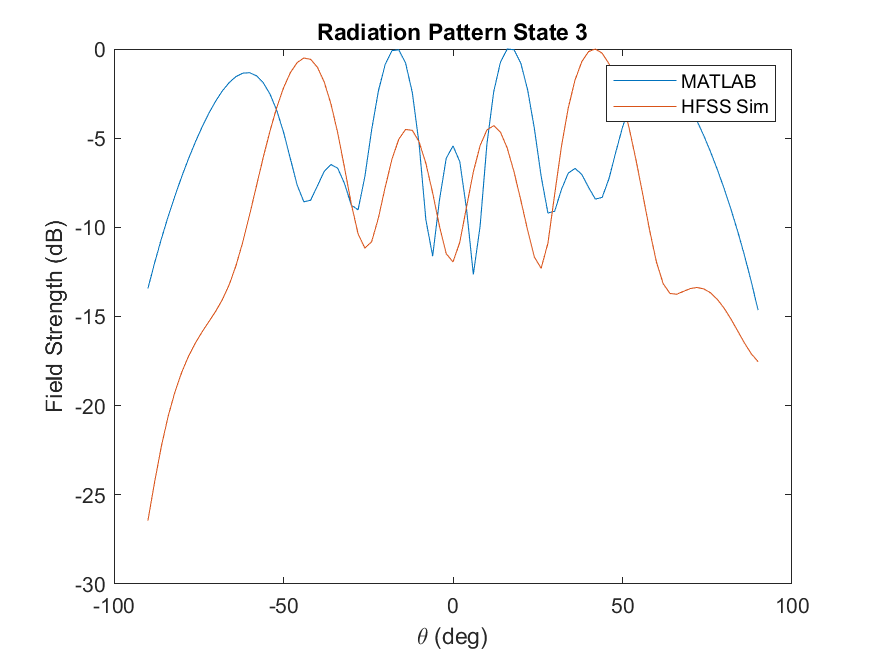 Radiation Pattern State 3
MATLAB
HFSS Sim
0
-5
-10
-15
-20
-25
-30
Field Strength (dB)
-100
-50
0
50
100
θ (deg)